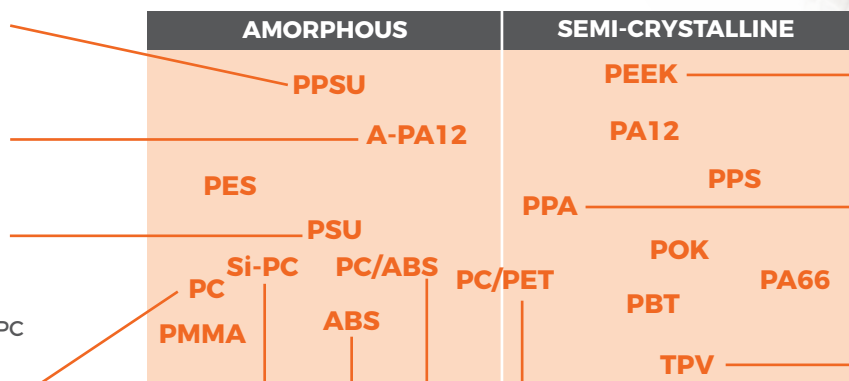 AMORPHOUS
SEMI-CRYSTALLINE
PPSU
PEEK
A-PA12
PA12
PES
PPS
PPA
PSU
POK
Si-PC
PC/ABS
PC/PET
PA66
PC
PBT
ABS
PMMA
PC
TPV